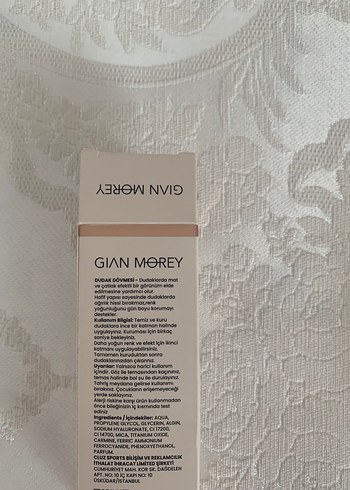 GIAN MOREY
GIAN MOREY
DUDAK DÖVMESİ - Dudaklarda mat
ve çatlak efektli bir görünüm elde
edilmesine yardımcı olur.
Hafif yapısı sayesinde dudaklarda
ağırlık hissi bırakmaz,renk
yoğunluğunu gün boyu korumayı
destekler.
Kullanım Bilgisi: Temiz ve kuru
dudaklara ince bir katman halinde
uygulayınız. Kuruması için birkaç
saniye bekleyiniz.
Daha yoğun renk ve efekt için ikinci
katmanı uygulayabilirsiniz.
Tamamen kuruduktan sonra
dudaklarınızdan çıkarınız.
Uyarılar: Yalnızca harici kullanım
içindir. Göz ile temasından kaçınınız,
temas halinde bol su ile durulayınız.
Tahriş meydana gelirse kullanımı
bırakınız. Çocukların erişemeyeceği
yerde saklayınız.
Alerji riskine karşı ürün kullanmadan
önce bileğinizin iç kısmında test
ediniz
Ingredients / İçindekiler: AQUA,
PROPYLENE GLYCOL, GLYCERIN, ALGIN,
SODIUM HYALURONATE, CI 17200,
CI 14700, MICA, TITANIUM OXIDE,
CARMINE, FERRIC AMMONIUM
FERROCYANIDE, PHENOXYETHANOL,
PARFUM.
CLUZ SPORTS BİLİŞİM VE REKLAMCILIK
İTHALAT İHRACAT LİMİTED ŞİRKETİ
CUMHURİYET MAH. KOR SK. DAĞDELEN
APT. NO: 10 İÇ KAPI NO: 10
ÜSKÜDAR/İSTANBUL